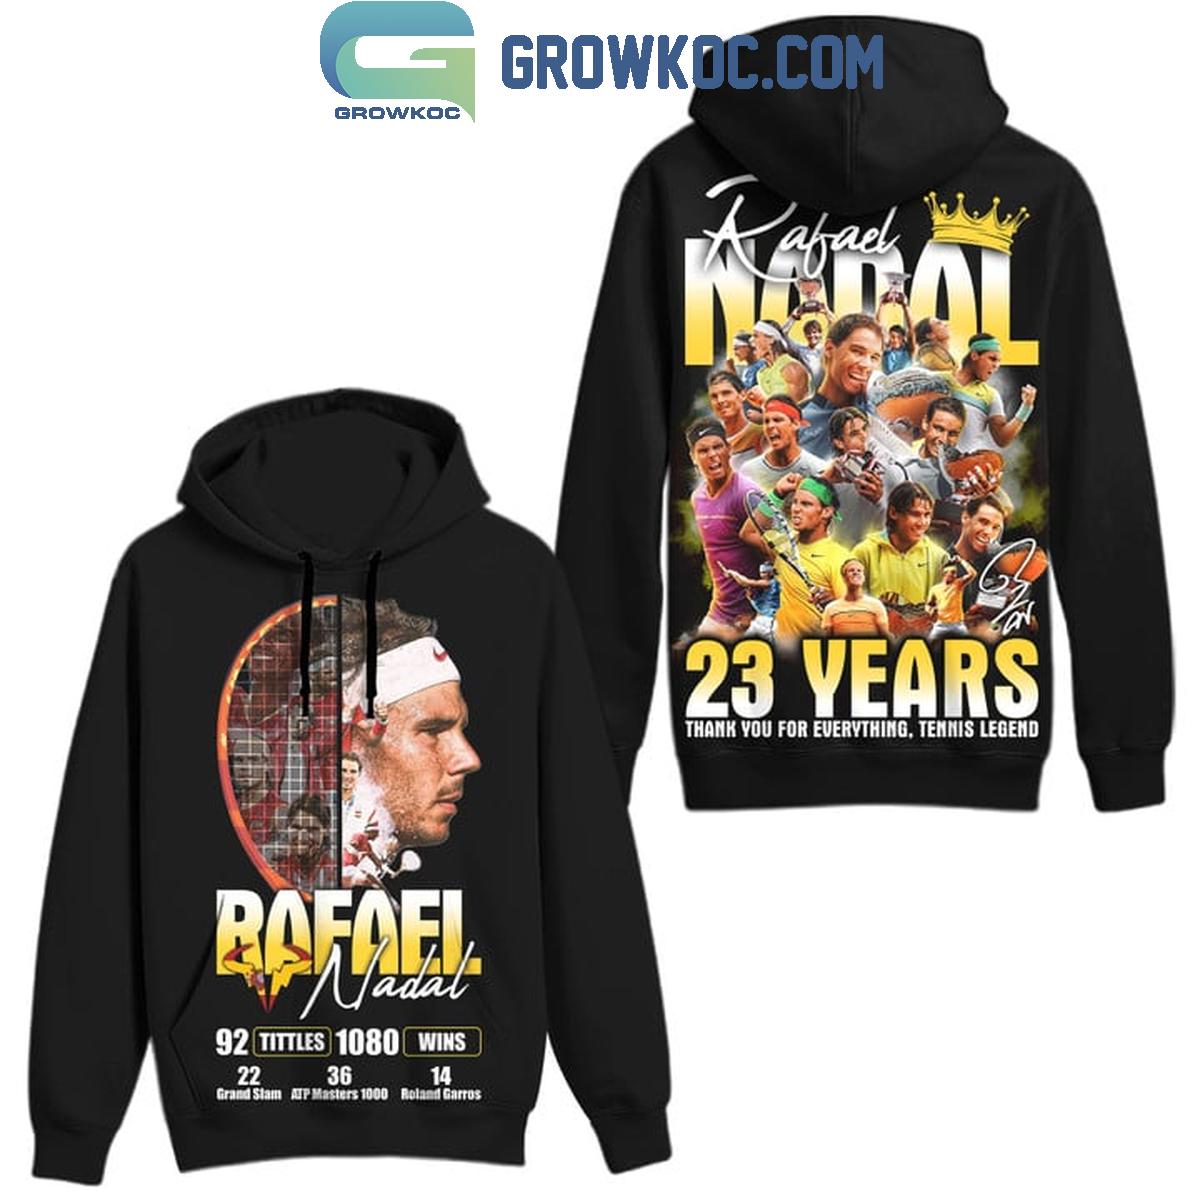 GROWKOC
GROWKOC.COM
Rafael
NADAL
23 YEARS
THANK YOU FOR EVERYTHING, TENNIS LEGEND
RAFAEL
Nadal
92 TITTLES 1080 WINS
22 36 14
Grand Slam ATP Masters 1000 Roland Garros